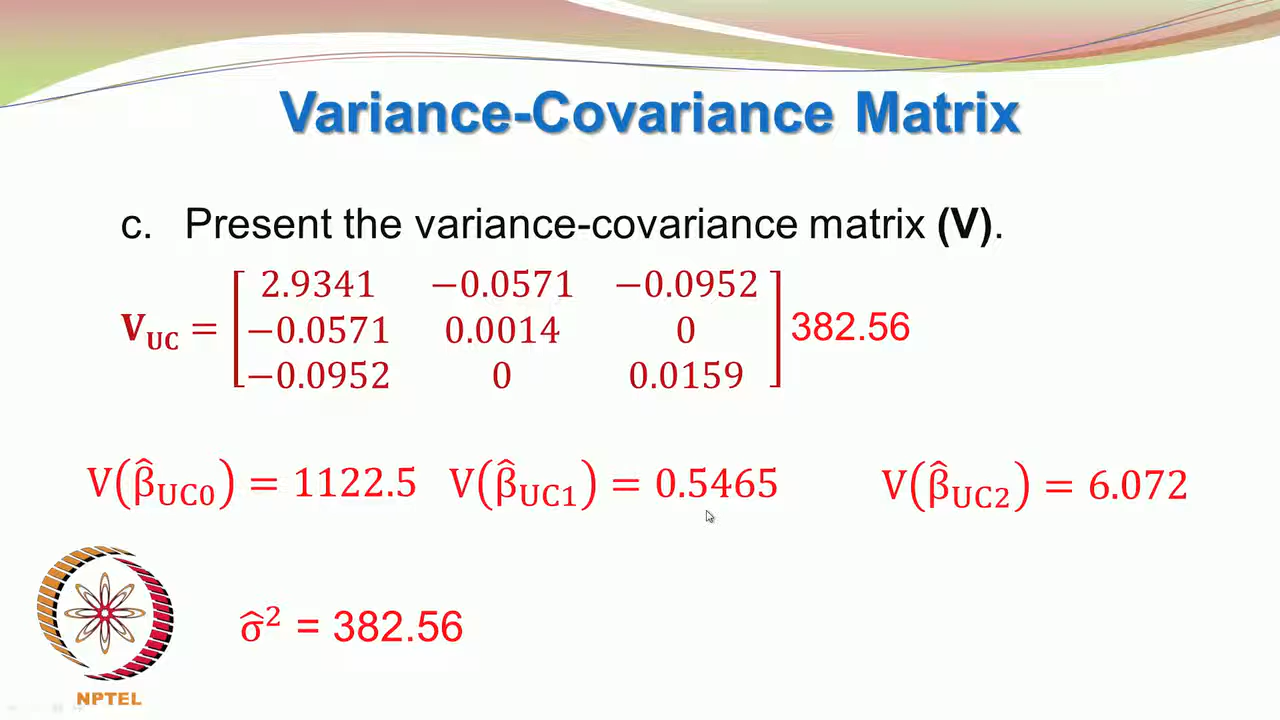 Variance-Covariance Matrix
c. Present the variance-covariance matrix (V).
V_UC = [2.9341 −0.0571 −0.0952
−0.0571 0.0014 0
−0.0952 0 0.0159] 382.56
V(β̂_UC0) = 1122.5 V(β̂_UC1) = 0.5465 V(β̂_UC2) = 6.072
σ̂² = 382.56
NPTEL